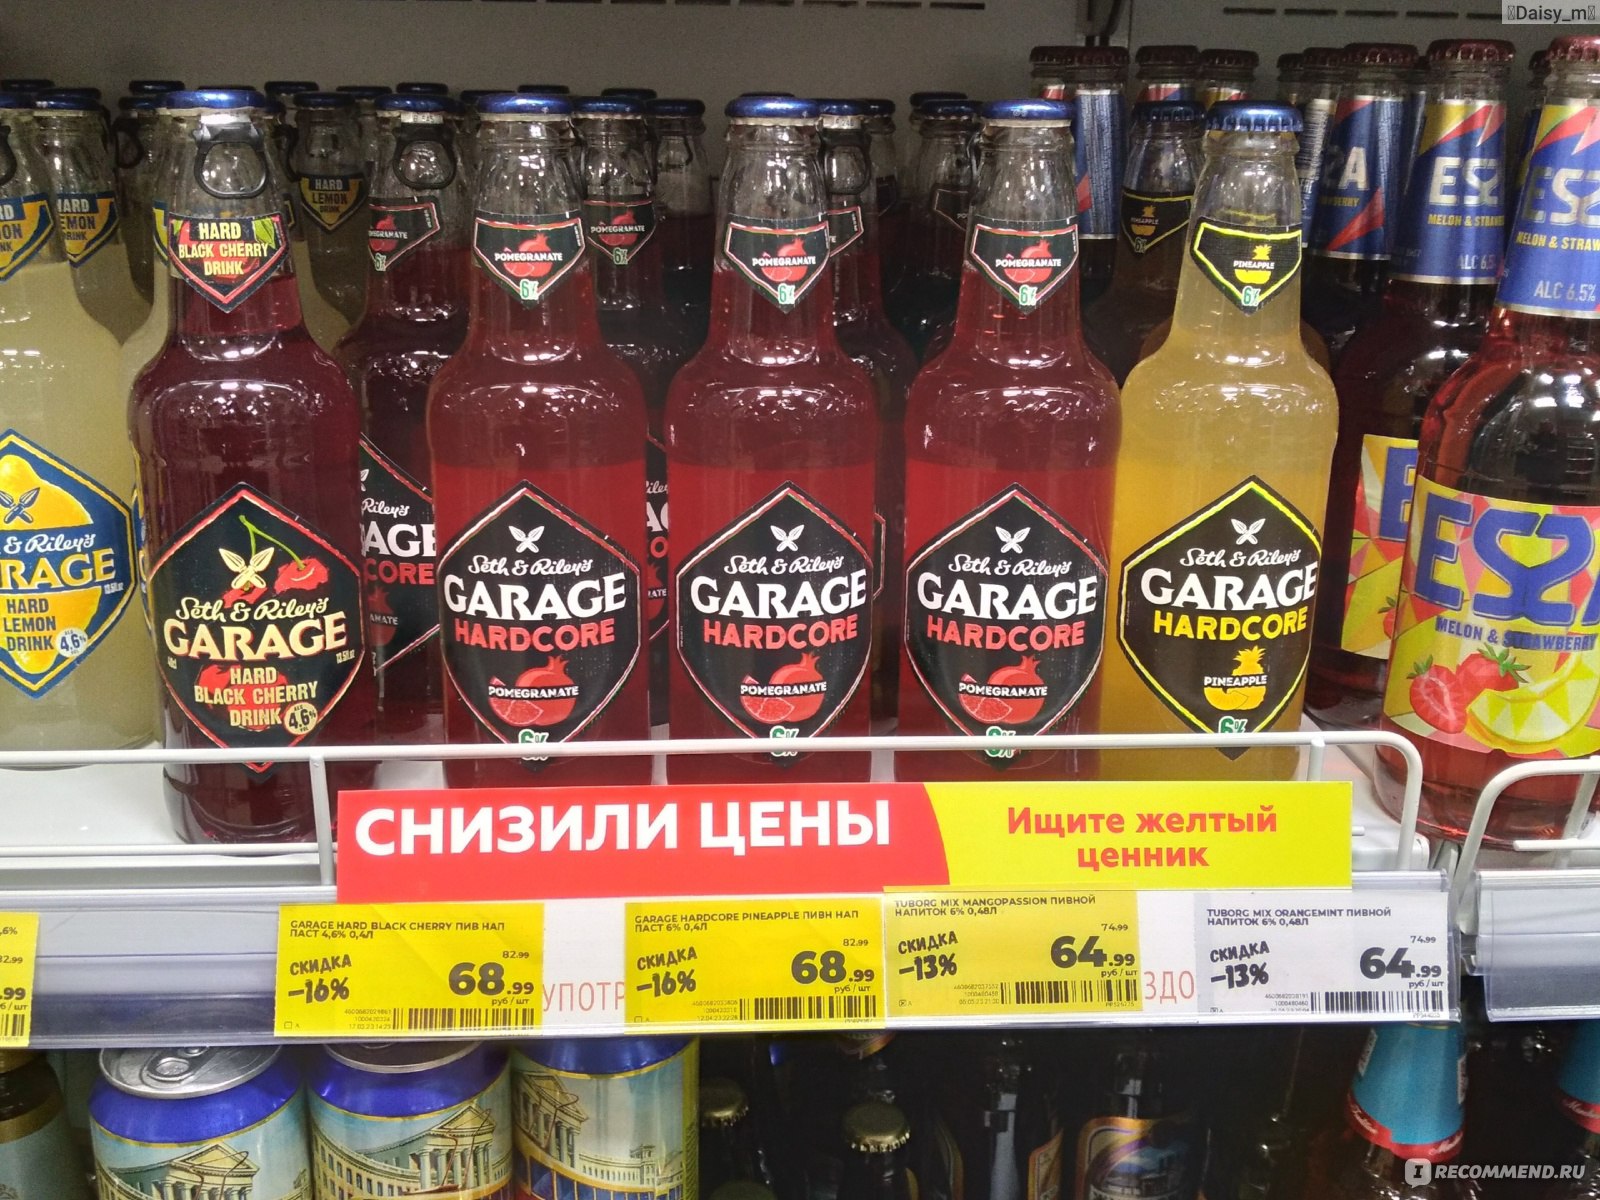 Daisy_m
HARD
LEMON
DRINK
HARD
BLACK CHERRY
DRINK
POMEGRANATE
6%
POMEGRANATE
6%
POMEGRANATE
6%
PINEAPPLE
6%
MELON & STRAW
ALC 6.5%
& Riley's
HARD
LEMON
DRINK
4,6%
Seth & Riley's
GARAGE
HARD
BLACK CHERRY
DRINK
4,6%
Seth & Riley's
GARAGE
HARDCORE
POMEGRANATE
6%
Seth & Riley's
GARAGE
HARDCORE
POMEGRANATE
6%
Seth & Riley's
GARAGE
HARDCORE
POMEGRANATE
6%
Seth & Riley's
GARAGE
HARDCORE
PINEAPPLE
6%
MELON & STRAWBERRY
СНИЗИЛИ ЦЕНЫ
Ищите желтый
ценник
GARAGE HARD BLACK CHERRY ПИВ НАП
ПАСТ 4,6% 0,4Л
82.99
СКИДКА
-16%
68.99
руб / шт
GARAGE HARDCORE PINEAPPLE ПИВН НАП
ПАСТ 6% 0,4Л
82.99
СКИДКА
-16%
68.99
руб / шт
TUBORG MIX MANGOPASSION ПИВНОЙ
НАПИТОК 6% 0,48Л
74.99
СКИДКА
-13%
64.99
руб / шт
TUBORG MIX ORANGEMINT ПИВНОЙ
НАПИТОК 6% 0,48Л
74.99
СКИДКА
-13%
64.99
руб / шт
IRECOMMEND.RU